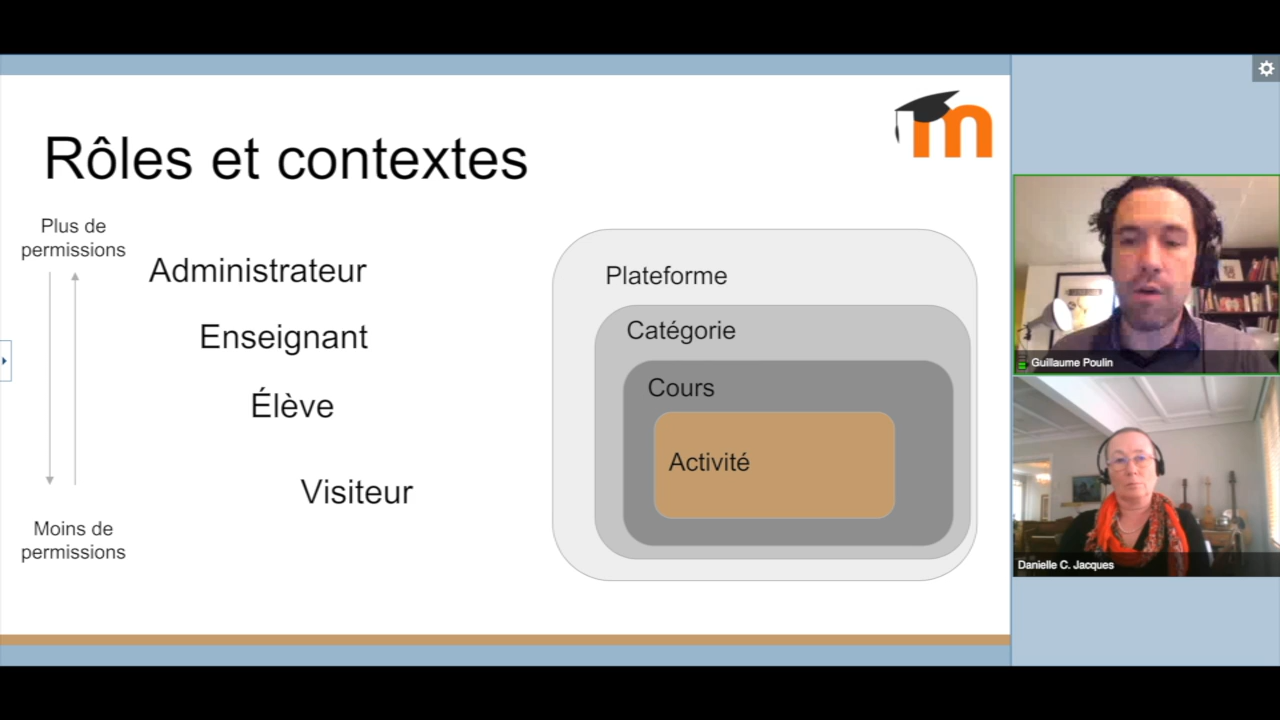 Rôles et contextes
Plus de
permissions
Administrateur
Enseignant
Élève
Visiteur
Moins de
permissions
Plateforme
Catégorie
Cours
Activité
m
Guillaume Poulin
Danielle C. Jacques